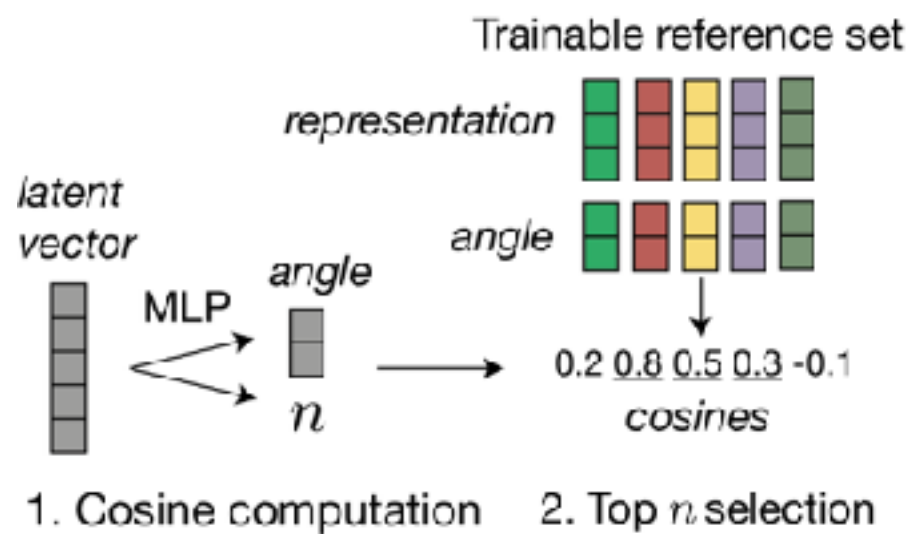 Trainable reference set
representation
latent
vector
angle
angle
MLP
n
0.2 0.8 0.5 0.3 -0.1
cosines
1. Cosine computation
2. Top n selection